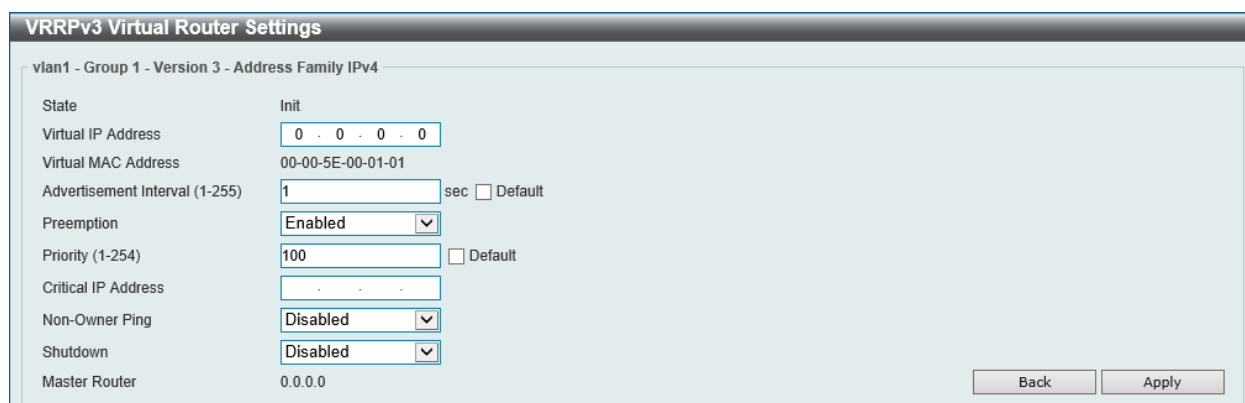 VRRPv3 Virtual Router Settings
vlan1 - Group 1 - Version 3 - Address Family IPv4
State Init
Virtual IP Address 0 . 0 . 0 . 0
Virtual MAC Address 00-00-5E-00-01-01
Advertisement Interval (1-255) 1 sec Default
Preemption Enabled
Priority (1-254) 100 Default
Critical IP Address . . .
Non-Owner Ping Disabled
Shutdown Disabled
Master Router 0.0.0.0 Back Apply